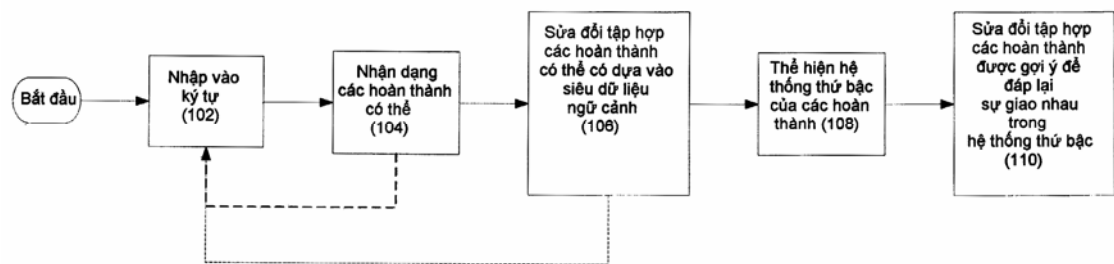 Bắt đầu
Nhập vào
ký tự
(102)
Nhận dạng
các hoàn thành
có thể
(104)
Sửa đổi tập hợp
các hoàn thành
có thể có dựa vào
siêu dữ liệu
ngữ cảnh
(106)
Thể hiện hệ
thống thứ bậc
của các hoàn
thành (108)
Sửa đổi tập hợp
các hoàn thành
được gợi ý để
đáp lại
sự giao nhau
trong
hệ thống thứ bậc
(110)